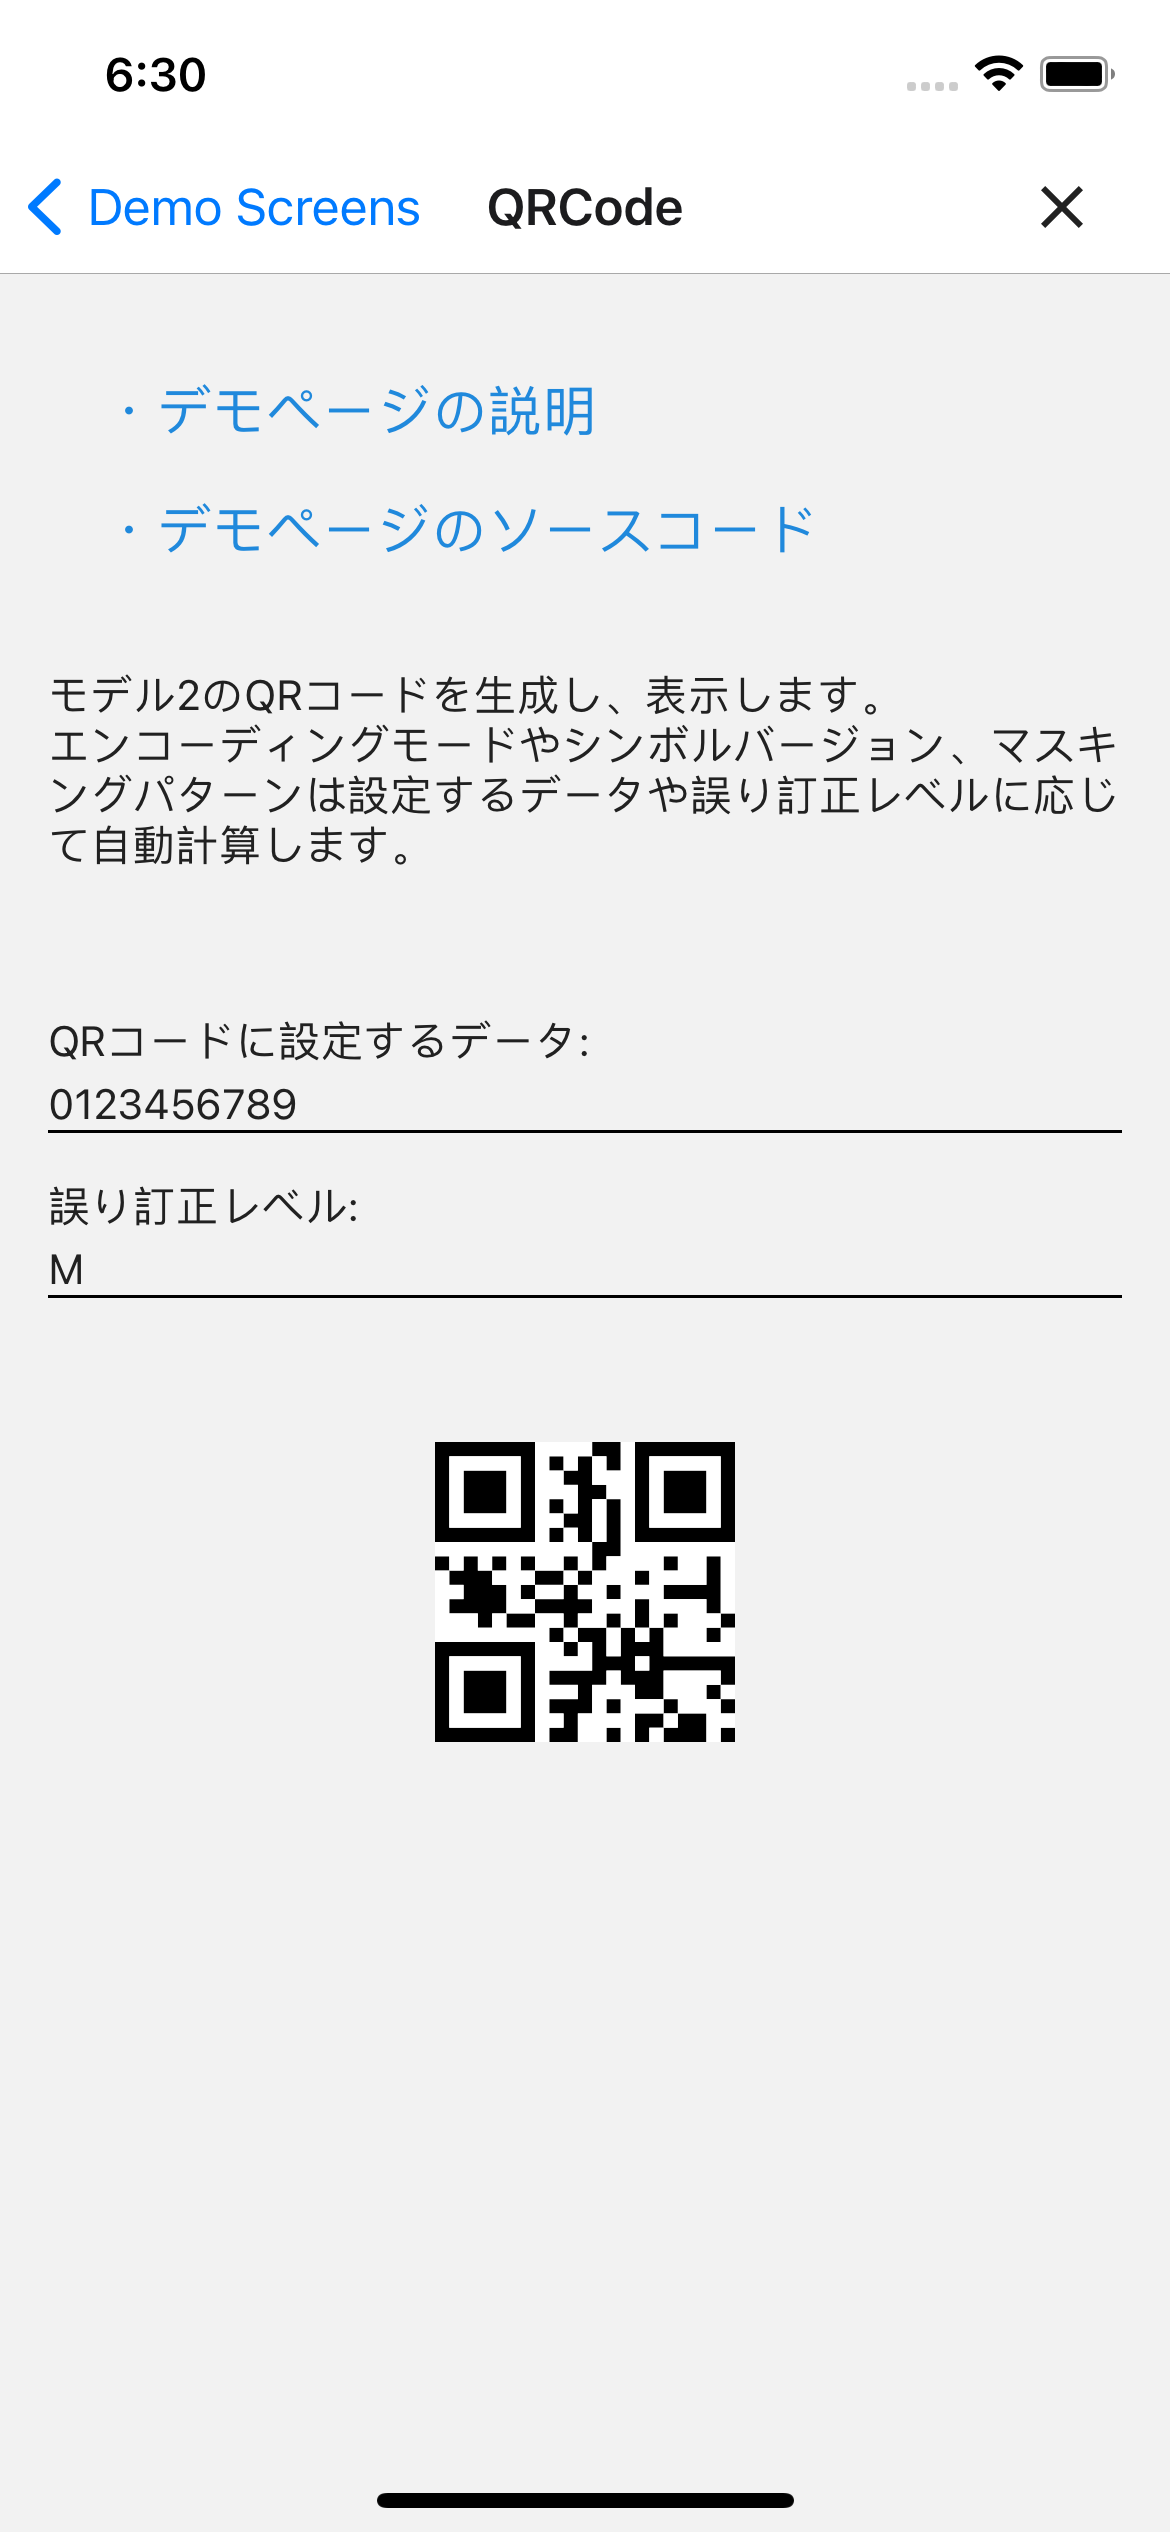 6:30
Demo Screens QRCode
・デモページの説明
・デモページのソースコード
モデル2のQRコードを生成し、表示します。
エンコーディングモードやシンボルバージョン、マスキ
ングパターンは設定するデータや誤り訂正レベルに応じ
て自動計算します。
QRコードに設定するデータ:
0123456789
誤り訂正レベル:
M